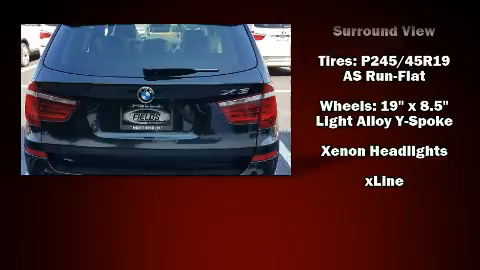 Surround View
Tires: P245/45R19
AS Run-Flat
Wheels: 19" x 8.5"
Light Alloy Y-Spoke
Xenon Headlights
xLine
X3
FIELDS